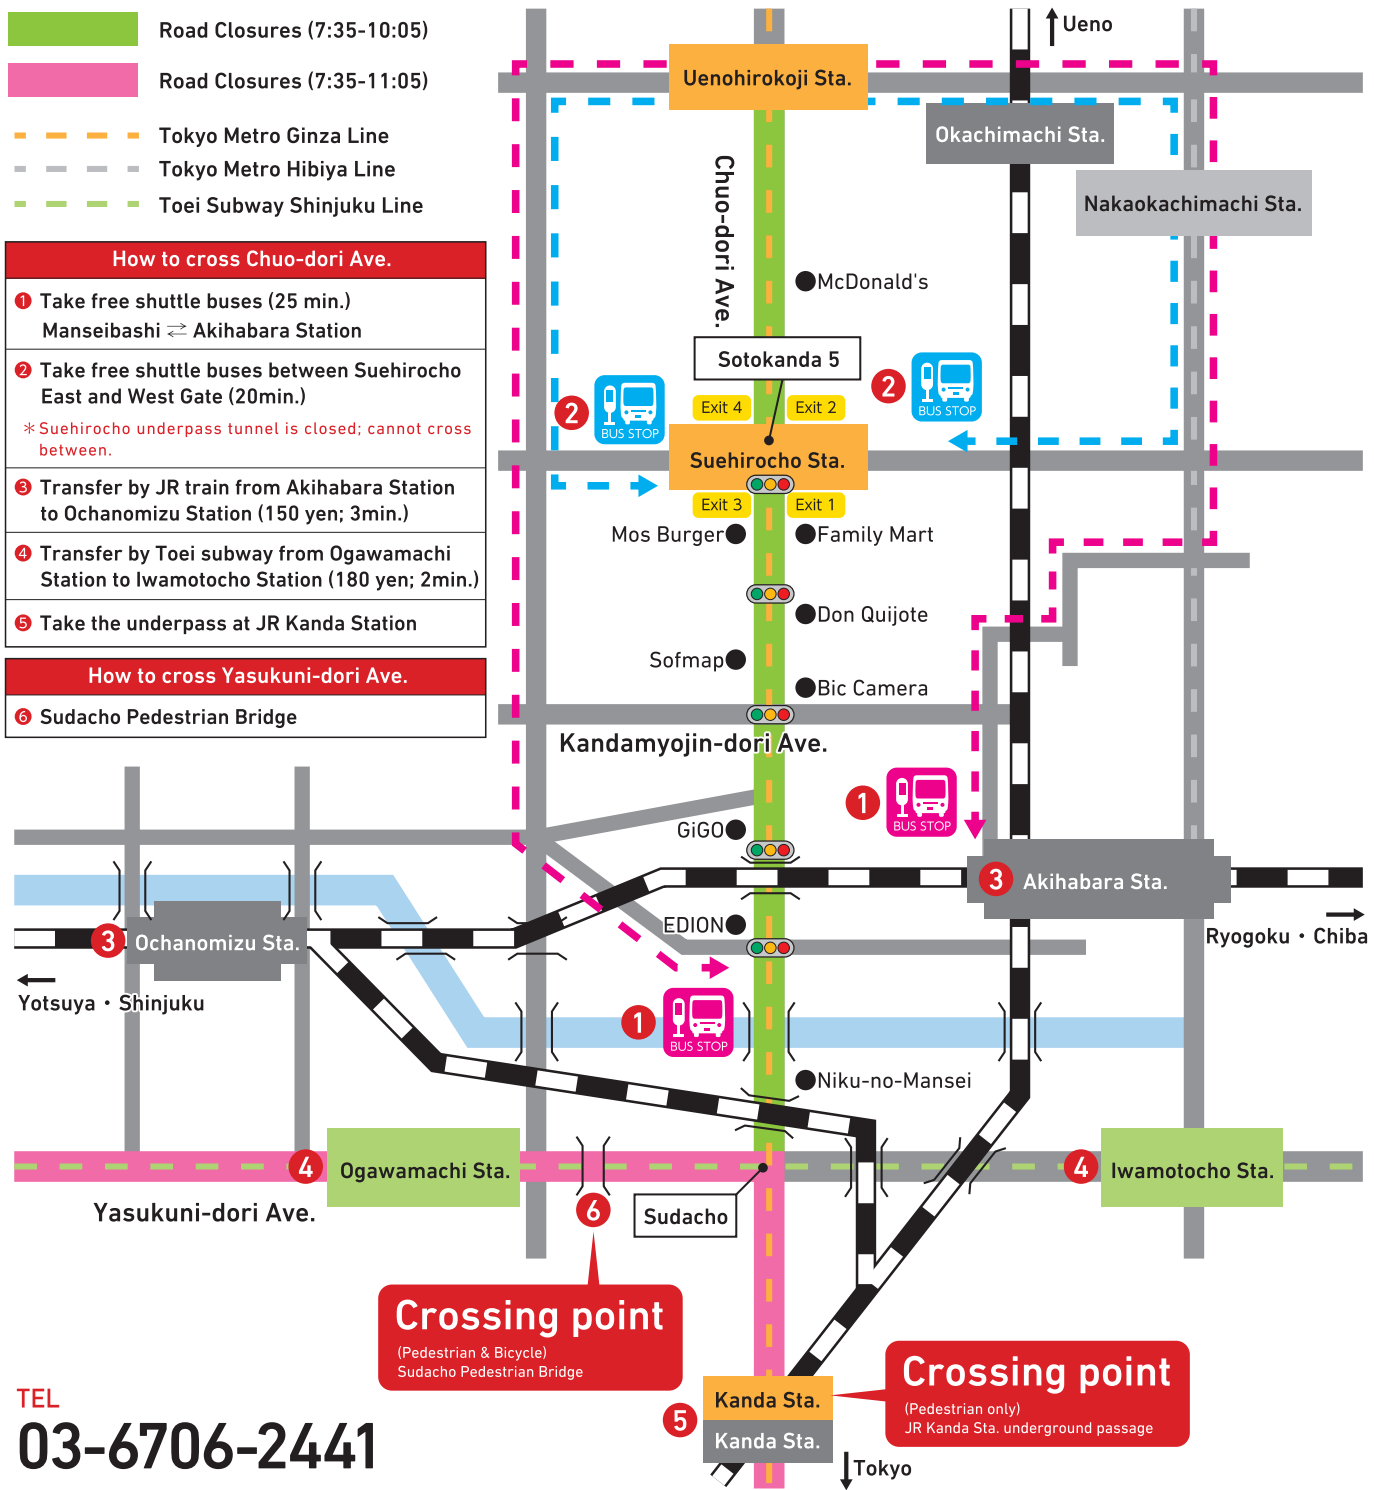 Road Closures (7:35-10:05)
Road Closures (7:35-11:05)
Tokyo Metro Ginza Line
Tokyo Metro Hibiya Line
Toei Subway Shinjuku Line
How to cross Chuo-dori Ave.
1 Take free shuttle buses (25 min.)
Manseibashi ⇄ Akihabara Station
2 Take free shuttle buses between Suehirocho
East and West Gate (20min.)
*Suehirocho underpass tunnel is closed; cannot cross
between.
3 Transfer by JR train from Akihabara Station
to Ochanomizu Station (150 yen; 3min.)
4 Transfer by Toei subway from Ogawamachi
Station to Iwamotocho Station (180 yen; 2min.)
5 Take the underpass at JR Kanda Station
How to cross Yasukuni-dori Ave.
6 Sudacho Pedestrian Bridge
Ueno
Uenohirokoji Sta.
Okachimachi Sta.
Nakaokachimachi Sta.
Chuo-dori Ave.
McDonald's
Sotokanda 5
2
BUS STOP
2
BUS STOP
Exit 4
Exit 2
Suehirocho Sta.
Exit 3
Exit 1
Mos Burger
Family Mart
Don Quijote
Sofmap
Bic Camera
Kandamyojin-dori Ave.
1
BUS STOP
GiGO
3
Akihabara Sta.
EDION
Ryogoku・Chiba
3
Ochanomizu Sta.
Yotsuya・Shinjuku
1
BUS STOP
Niku-no-Mansei
4
Ogawamachi Sta.
4
Iwamotocho Sta.
Yasukuni-dori Ave.
6
Sudacho
Crossing point
(Pedestrian & Bicycle)
Sudacho Pedestrian Bridge
Crossing point
(Pedestrian only)
JR Kanda Sta. underground passage
5
Kanda Sta.
Kanda Sta.
Tokyo
TEL
03-6706-2441